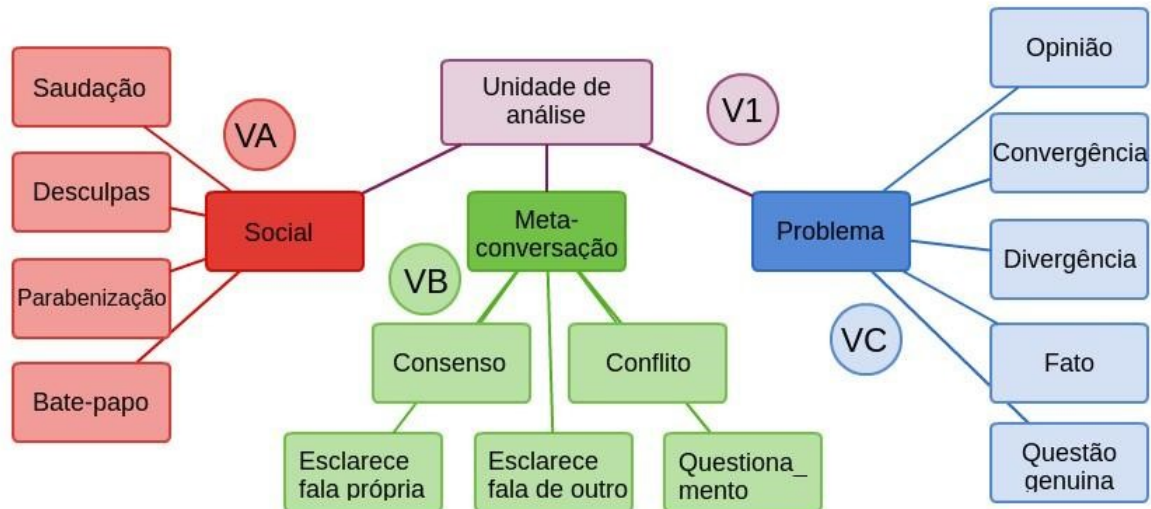 Unidade de
análise
V1
VA
Social
Saudação
Desculpas
Parabenização
Bate-papo
Meta-
conversação
VB
Consenso
Conflito
Esclarece
fala própria
Esclarece
fala de outro
Questiona_
mento
Problema
VC
Opinião
Convergência
Divergência
Fato
Questão
genuina